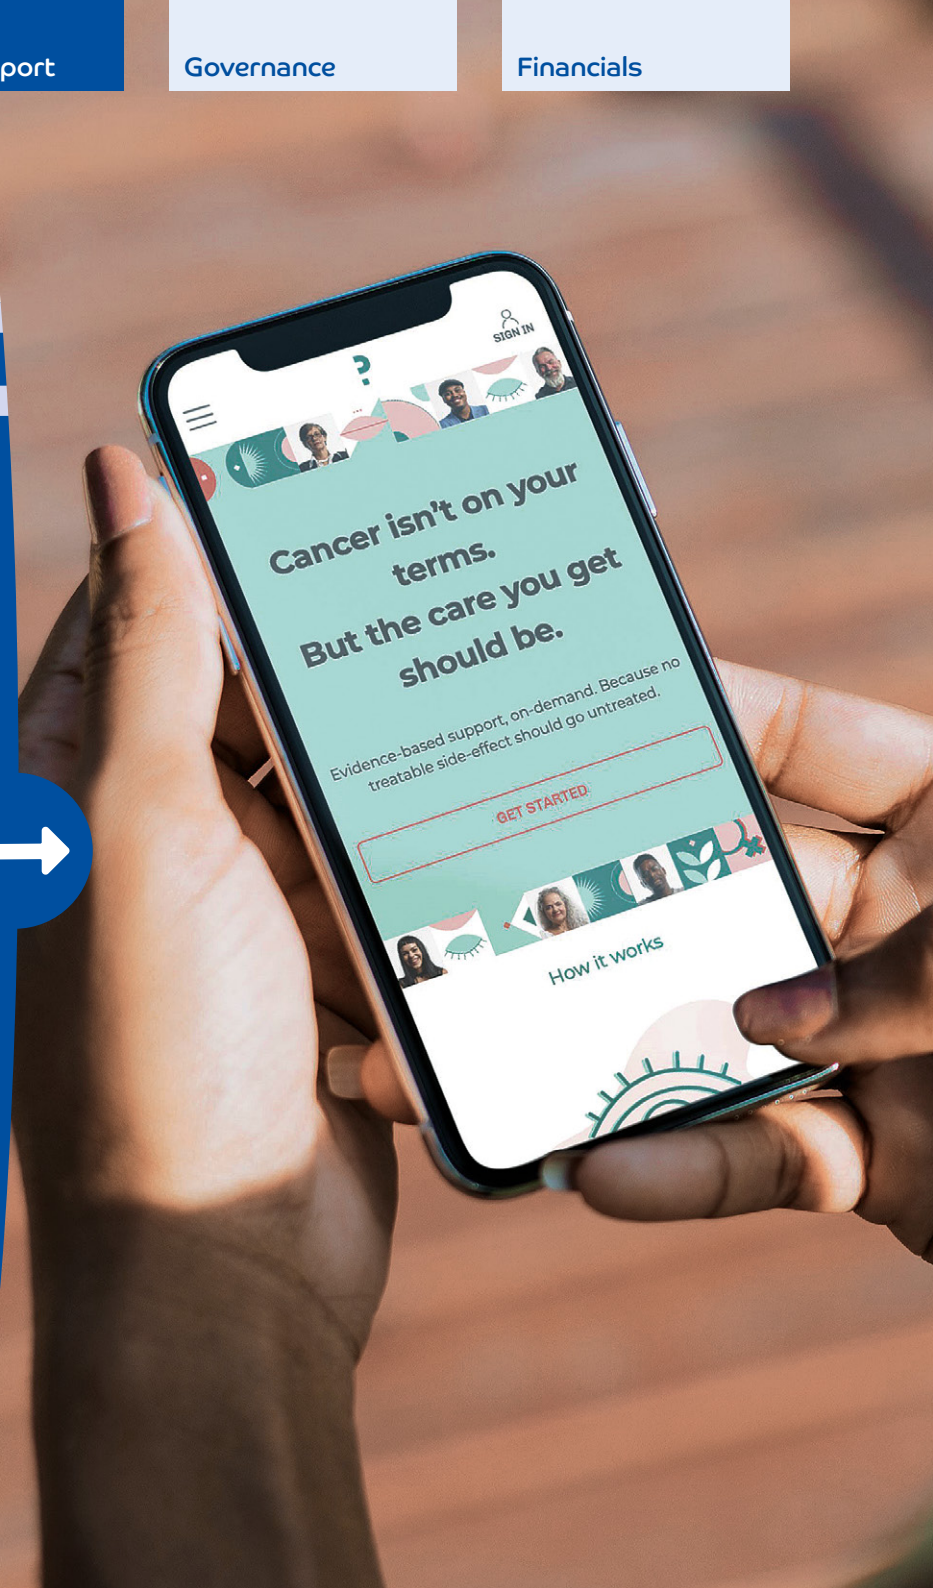 port
Governance
Financials
SIGN IN
?
Cancer isn't on your
terms.
But the care you get
should be.
Evidence-based support, on-demand. Because no
treatable side-effect should go untreated.
GET STARTED
How it works